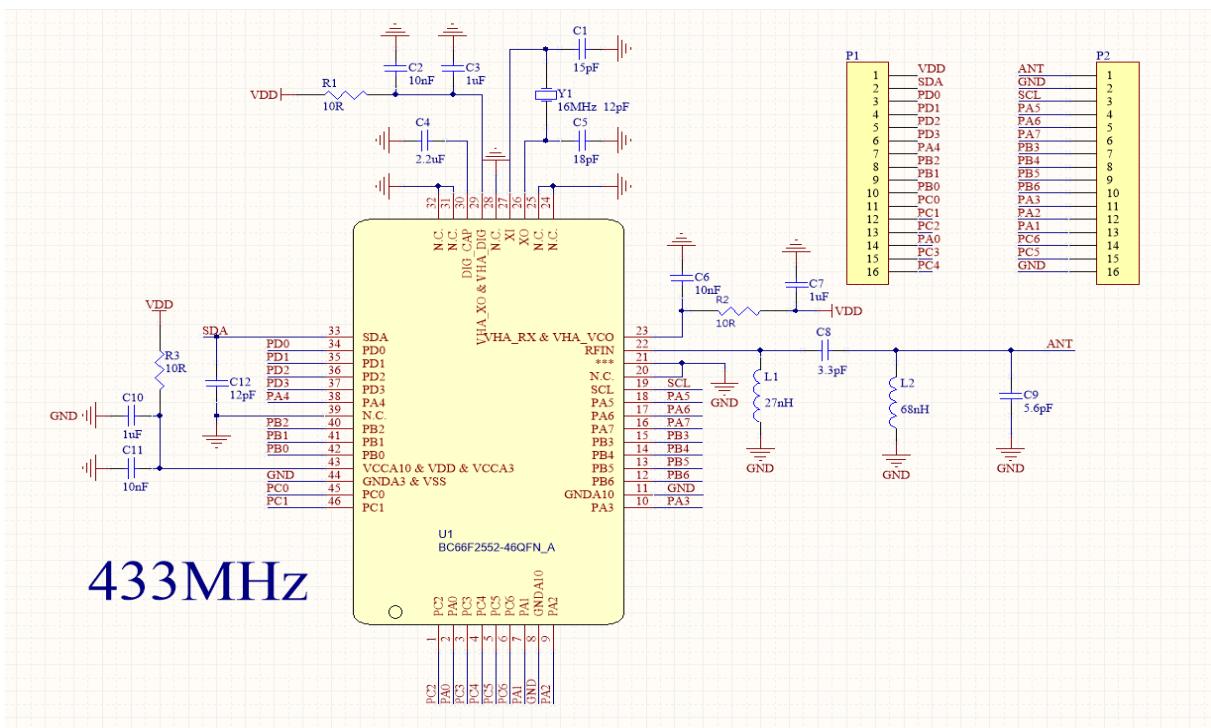 C1
15pF
C2
10nF
C3
1uF
R1
10R
VDD
Y1
16MHz 12pF
C4
2.2uF
C5
18pF
32
31
30
29
28
27
26
25
24
N.C.
N.C.
DIG_CAP
VHA_XO & VHA_DIG
N.C.
XI
XO
N.C.
N.C.
P1
1 VDD
2 SDA
3 PD0
4 PD1
5 PD2
6 PD3
7 PA4
8 PB2
9 PB1
10 PB0
11 PC0
12 PC1
13 PC2
14 PA0
15 PC3
16 PC4
P2
ANT 1
GND 2
SCL 3
PA5 4
PA6 5
PA7 6
PB3 7
PB4 8
PB5 9
PB6 10
PA3 11
PA2 12
PA1 13
PC6 14
PC5 15
GND 16
VDD
R3
10R
GND
C10
1uF
C11
10nF
C12
12pF
SDA 33 SDA
PD0 34 PD0
PD1 35 PD1
PD2 36 PD2
PD3 37 PD3
PA4 38 PA4
39 N.C.
PB2 40 PB2
PB1 41 PB1
PB0 42 PB0
43 VCCA10 & VDD & VCCA3
GND 44 GNDA3 & VSS
PC0 45 PC0
PC1 46 PC1
VHA_RX & VHA_VCO 23
RFIN 22
*** 21
N.C. 20
SCL 19 SCL
PA5 18 PA5
PA6 17 PA6
PA7 16 PA7
PB3 15 PB3
PB4 14 PB4
PB5 13 PB5
PB6 12 PB6
GNDA10 11 GND
PA3 10 PA3
C6
10nF
R2
10R
C7
1uF
VDD
C8
3.3pF
ANT
GND
L1
27nH
GND
L2
68nH
GND
C9
5.6pF
GND
U1
BC66F2552-46QFN_A
433MHz
PC2
PA0
PC3
PC4
PC5
PC6
PA1
GNDA10
PA2
1
2
3
4
5
6
7
8
9
PC2
PA0
PC3
PC4
PC5
PC6
PA1
GND
PA2